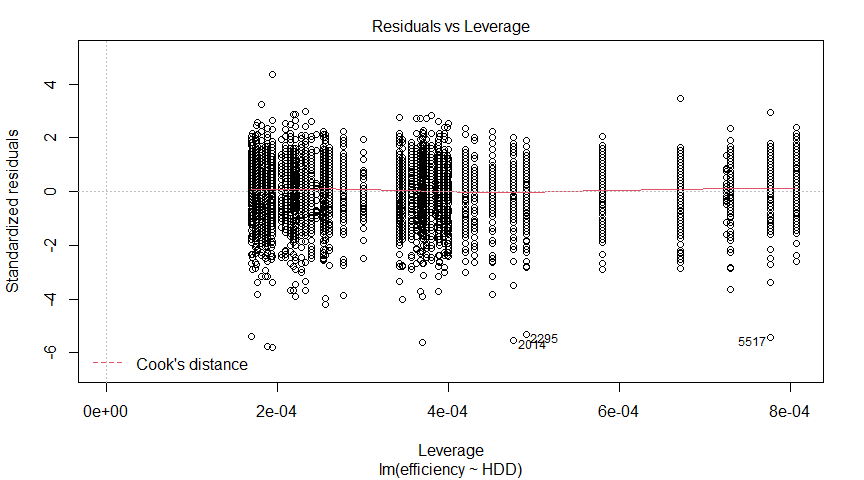 Residuals vs Leverage
Standardized residuals
4
2
0
-2
-4
-6
2295
2014
5517
Cook's distance
0e+00 2e-04 4e-04 6e-04 8e-04
Leverage
lm(efficiency ~ HDD)